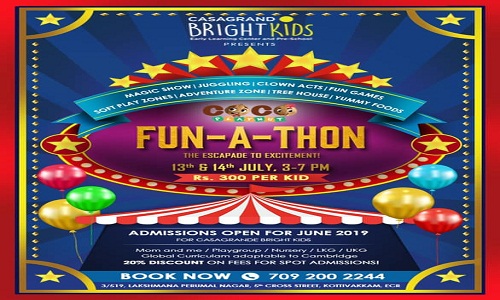 CASAGRAND
BRIGHTKIDS
Early Learning Center and Pre-School
PRESENTS
MAGIC SHOW | JUGGLING | CLOWN ACTS | FUN GAMES
SOFT PLAY ZONES | ADVENTURE ZONE | TREE HOUSE | YUMMY FOODS
COCO
PLAYHUT
FUN-A-THON
THE ESCAPADE TO EXCITEMENT!
13th & 14th JULY, 3-7 PM
Rs. 300 PER KID
ADMISSIONS OPEN FOR JUNE 2019
FOR CASAGRANDE BRIGHT KIDS
Mom and me / Playgroup / Nursery / LKG / UKG
Global Curriculam adaptable to Cambridge
20% DISCOUNT ON FEES FOR SPOT ADMISSIONS!
BOOK NOW 709 200 2244
3/519, LAKSHMANA PERUMAL NAGAR, 5th CROSS STREET, KOTTIVAKKAM, ECR